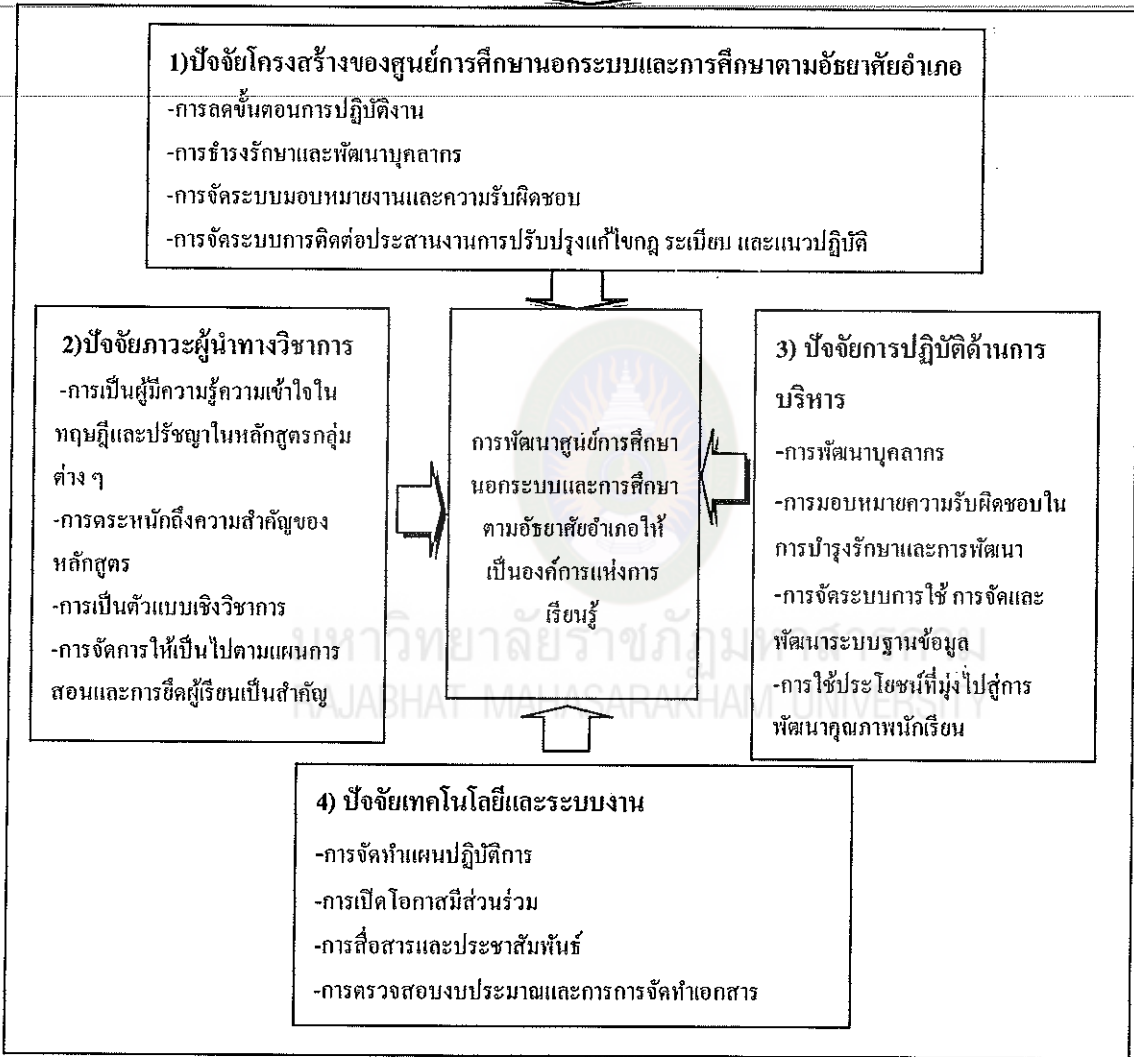 1)ปัจจัยโครงสร้างของศูนย์การศึกษานอกระบบและการศึกษาตามอัธยาศัยอำเภอ
-การลดขั้นตอนการปฏิบัติงาน
-การธำรงรักษาและพัฒนาบุคลากร
-การจัดระบบมอบหมายงานและความรับผิดชอบ
-การจัดระบบการติดต่อประสานงานการปรับปรุงแก้ไขกฎ ระเบียบ และแนวปฏิบัติ
2)ปัจจัยภาวะผู้นำทางวิชาการ
-การเป็นผู้มีความรู้ความเข้าใจใน
ทฤษฎีและปรัชญาในหลักสูตรกลุ่ม
ต่าง ๆ
-การตระหนักถึงความสำคัญของ
หลักสูตร
-การเป็นตัวแบบเชิงวิชาการ
-การจัดการให้เป็นไปตามแผนการ
สอนและการยึดผู้เรียนเป็นสำคัญ
การพัฒนาศูนย์การศึกษา
นอกระบบและการศึกษา
ตามอัธยาศัยอำเภอให้
เป็นองค์การแห่งการ
เรียนรู้
3) ปัจจัยการปฏิบัติด้านการ
บริหาร
-การพัฒนาบุคลากร
-การมอบหมายความรับผิดชอบใน
การบำรุงรักษาและการพัฒนา
-การจัดระบบการใช้ การจัดและ
พัฒนาระบบฐานข้อมูล
-การใช้ประโยชน์ที่มุ่งไปสู่การ
พัฒนาคุณภาพนักเรียน
มหาวิทยาลัยราชภัฏมหาสารคาม
RAJABHAT MAHASARAKHAM UNIVERSITY
4) ปัจจัยเทคโนโลยีและระบบงาน
-การจัดทำแผนปฏิบัติการ
-การเปิดโอกาสมีส่วนร่วม
-การสื่อสารและประชาสัมพันธ์
-การตรวจสอบงบประมาณและการการจัดทำเอกสาร